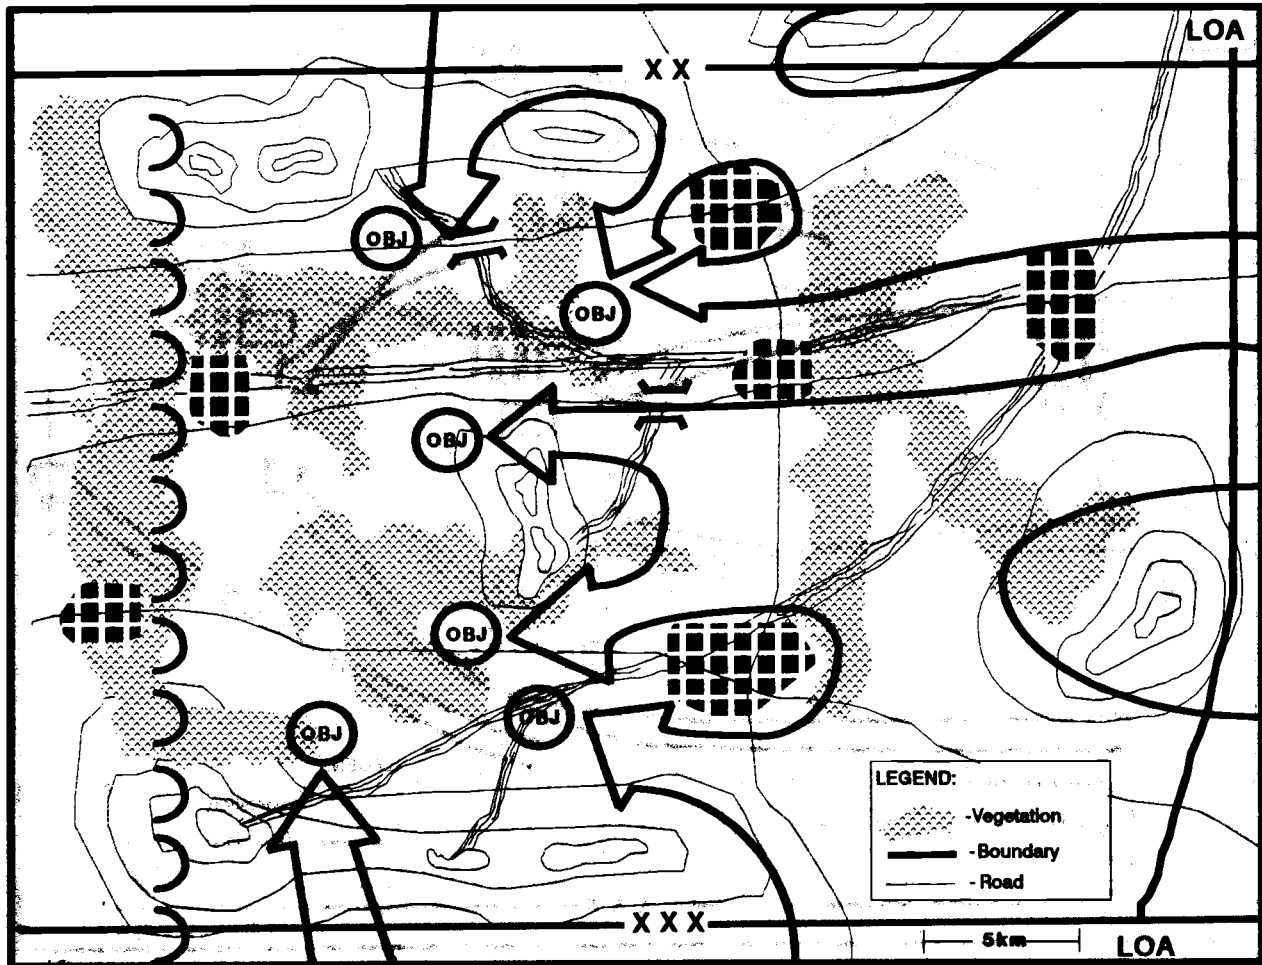 LOA
X X
OBJ
OBJ
OBJ
OBJ
OBJ
OBJ
LEGEND:
-Vegetation
-Boundary
- Road
X X X
5km
LOA